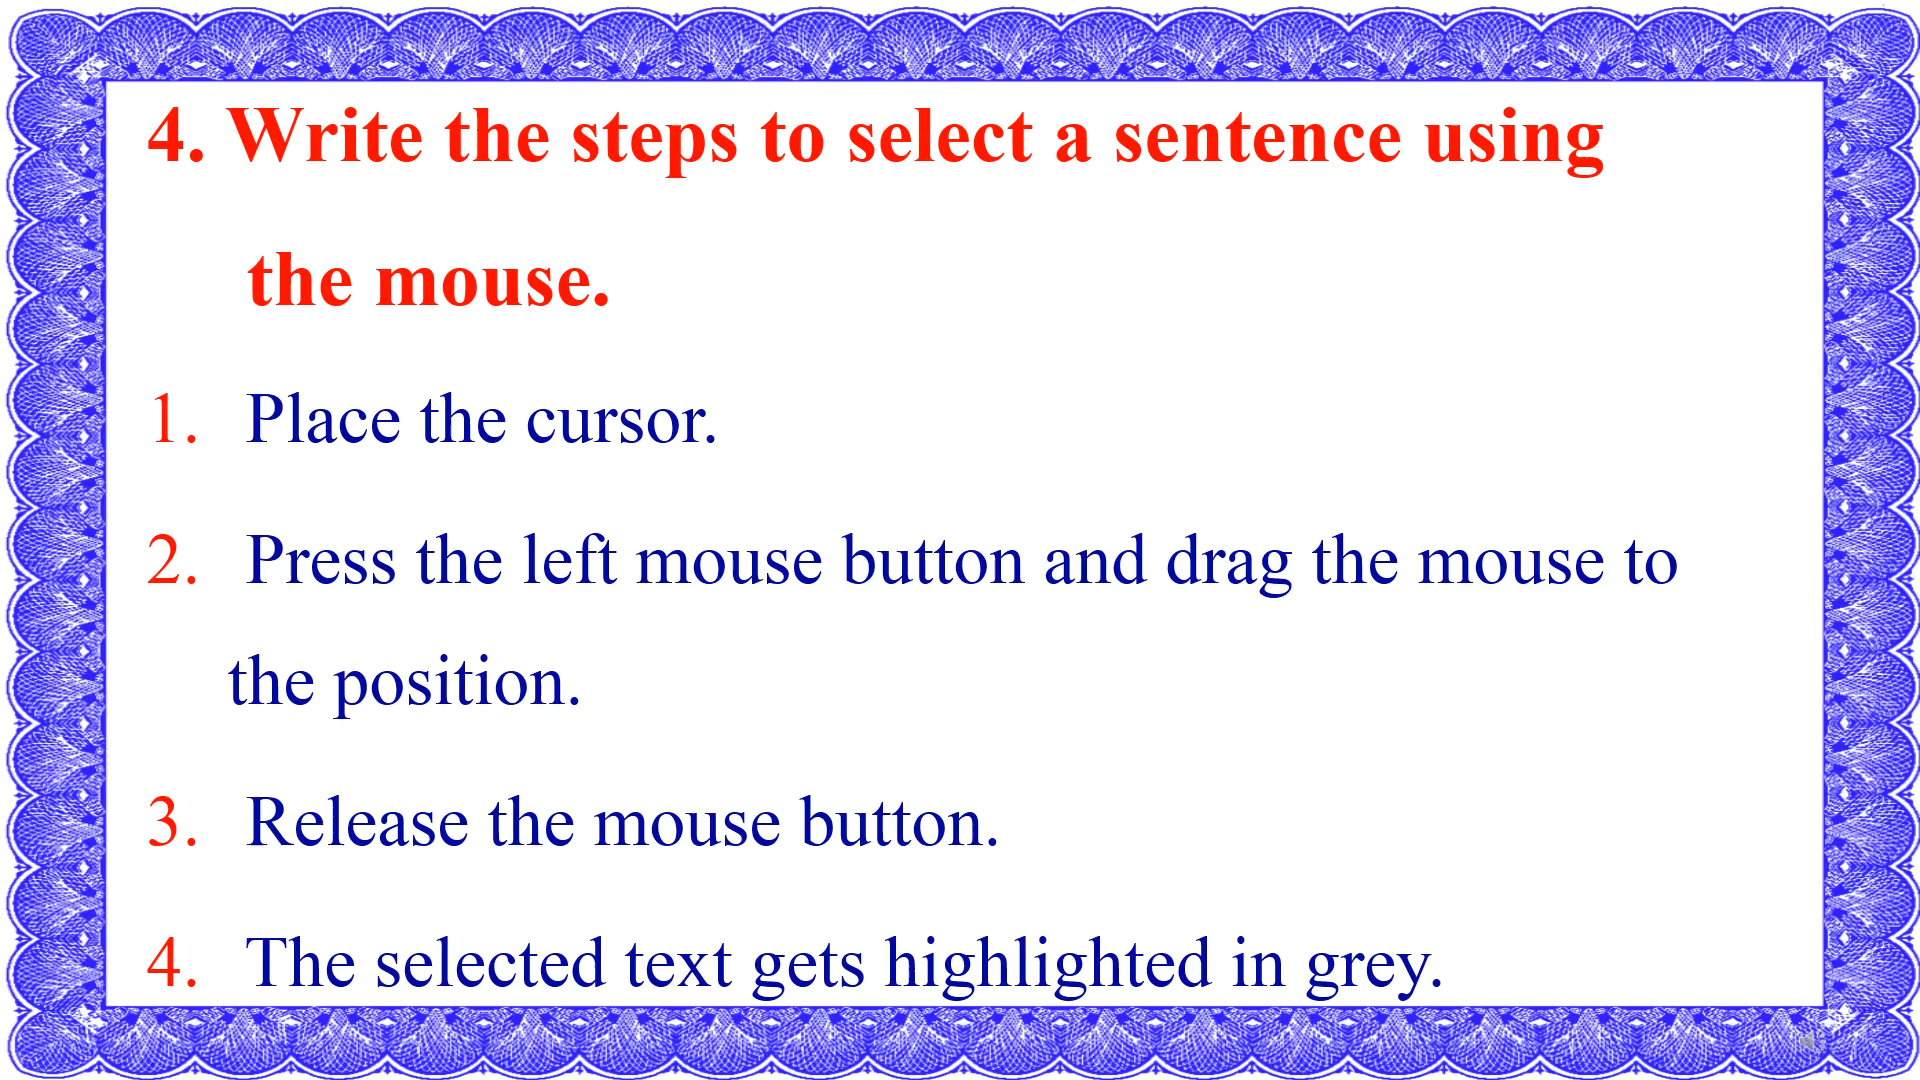 4. Write the steps to select a sentence using
the mouse.
1. Place the cursor.
2. Press the left mouse button and drag the mouse to
the position.
3. Release the mouse button.
4. The selected text gets highlighted in grey.